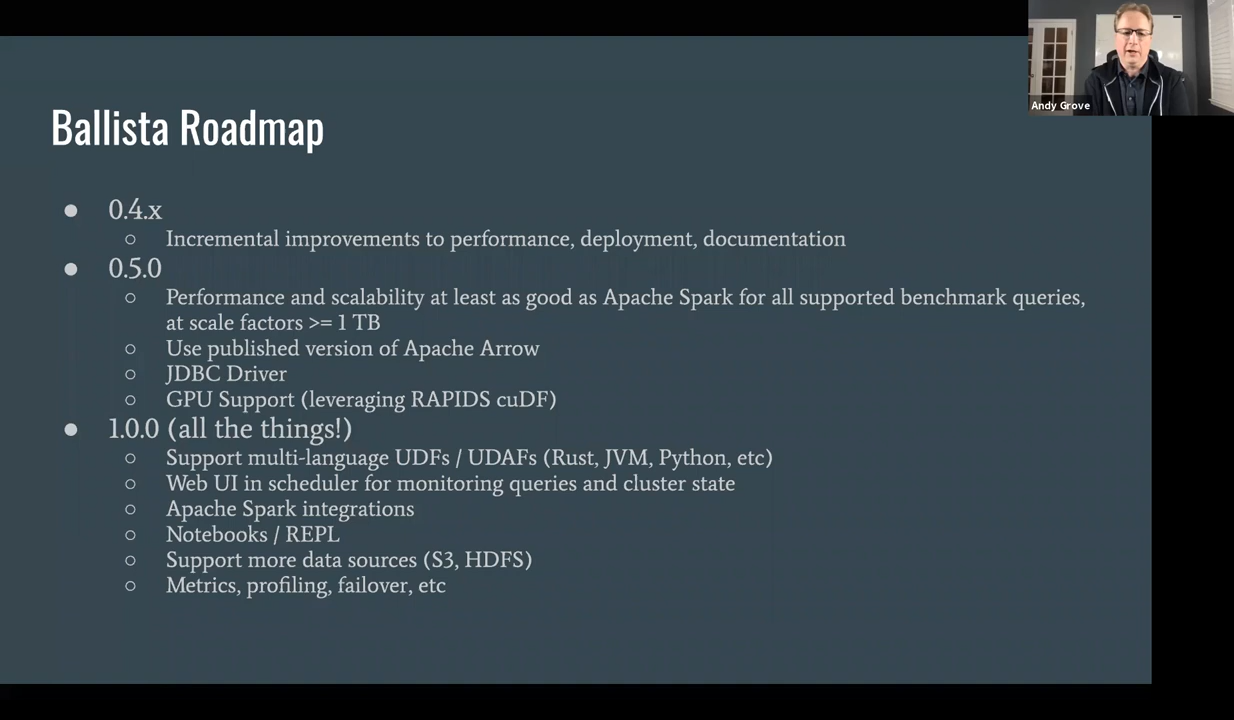 Andy Grove
Ballista Roadmap
● 0.4.x
○ Incremental improvements to performance, deployment, documentation
● 0.5.0
○ Performance and scalability at least as good as Apache Spark for all supported benchmark queries,
at scale factors >= 1 TB
○ Use published version of Apache Arrow
○ JDBC Driver
○ GPU Support (leveraging RAPIDS cuDF)
● 1.0.0 (all the things!)
○ Support multi-language UDFs / UDAFs (Rust, JVM, Python, etc)
○ Web UI in scheduler for monitoring queries and cluster state
○ Apache Spark integrations
○ Notebooks / REPL
○ Support more data sources (S3, HDFS)
○ Metrics, profiling, failover, etc